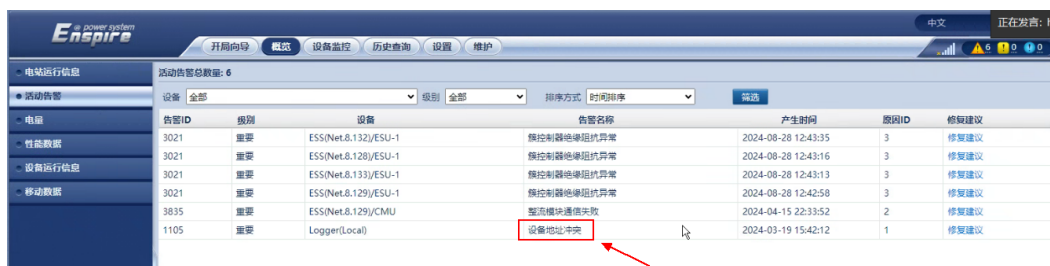 e power system
Enspire
中文
正在发言: H
开局向导 概览 设备监控 历史查询 设置 维护
6 0 0
电站运行信息
活动告警
电量
性能数据
设备运行信息
移动数据
活动告警总数量: 6
设备 全部 级别 全部 排序方式 时间排序 筛选
告警ID 级别 设备 告警名称 产生时间 原因ID 修复建议
3021 重要 ESS(Net.8.132)/ESU-1 簇控制器绝缘阻抗异常 2024-08-28 12:43:35 3 修复建议
3021 重要 ESS(Net.8.128)/ESU-1 簇控制器绝缘阻抗异常 2024-08-28 12:43:16 3 修复建议
3021 重要 ESS(Net.8.133)/ESU-1 簇控制器绝缘阻抗异常 2024-08-28 12:43:13 3 修复建议
3021 重要 ESS(Net.8.129)/ESU-1 簇控制器绝缘阻抗异常 2024-08-28 12:42:58 3 修复建议
3835 重要 ESS(Net.8.129)/CMU 整流模块通信失败 2024-04-15 22:33:52 2 修复建议
1105 重要 Logger(Local) 设备地址冲突 2024-03-19 15:42:12 1 修复建议